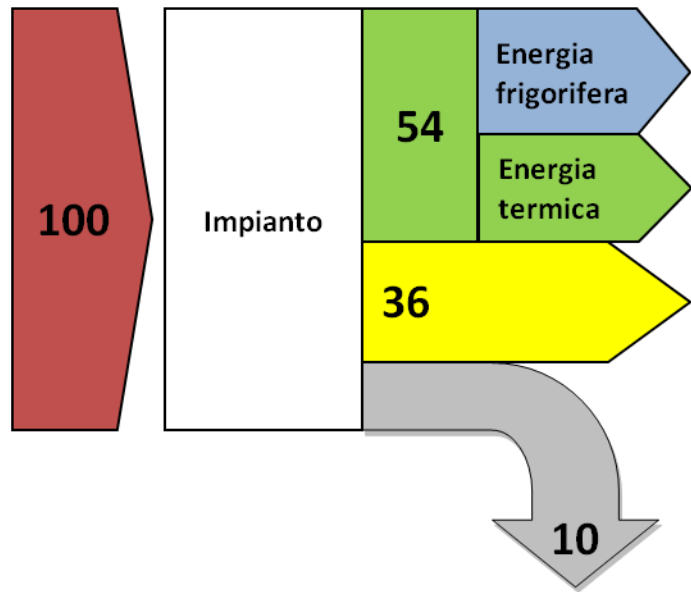 100
Impianto
54
Energia
frigorifera
Energia
termica
36
10